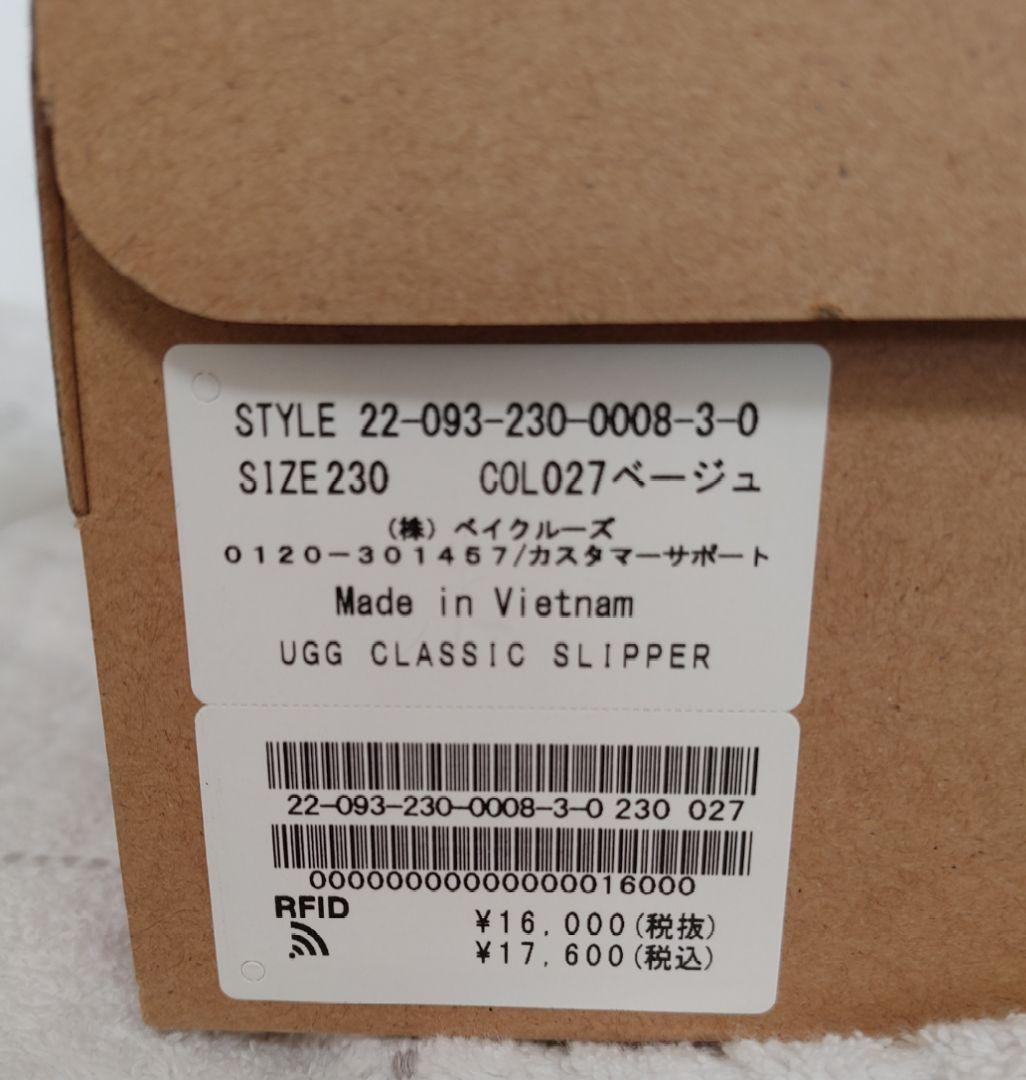 STYLE 22-093-230-0008-3-0
SIZE230 COL027ベージュ
(株) ベイクルーズ
0120-301457/カスタマーサポート
Made in Vietnam
UGG CLASSIC SLIPPER
22-093-230-0008-3-0 230 027
00000000000000016000
RFID
¥16,000(税抜)
¥17,600(税込)